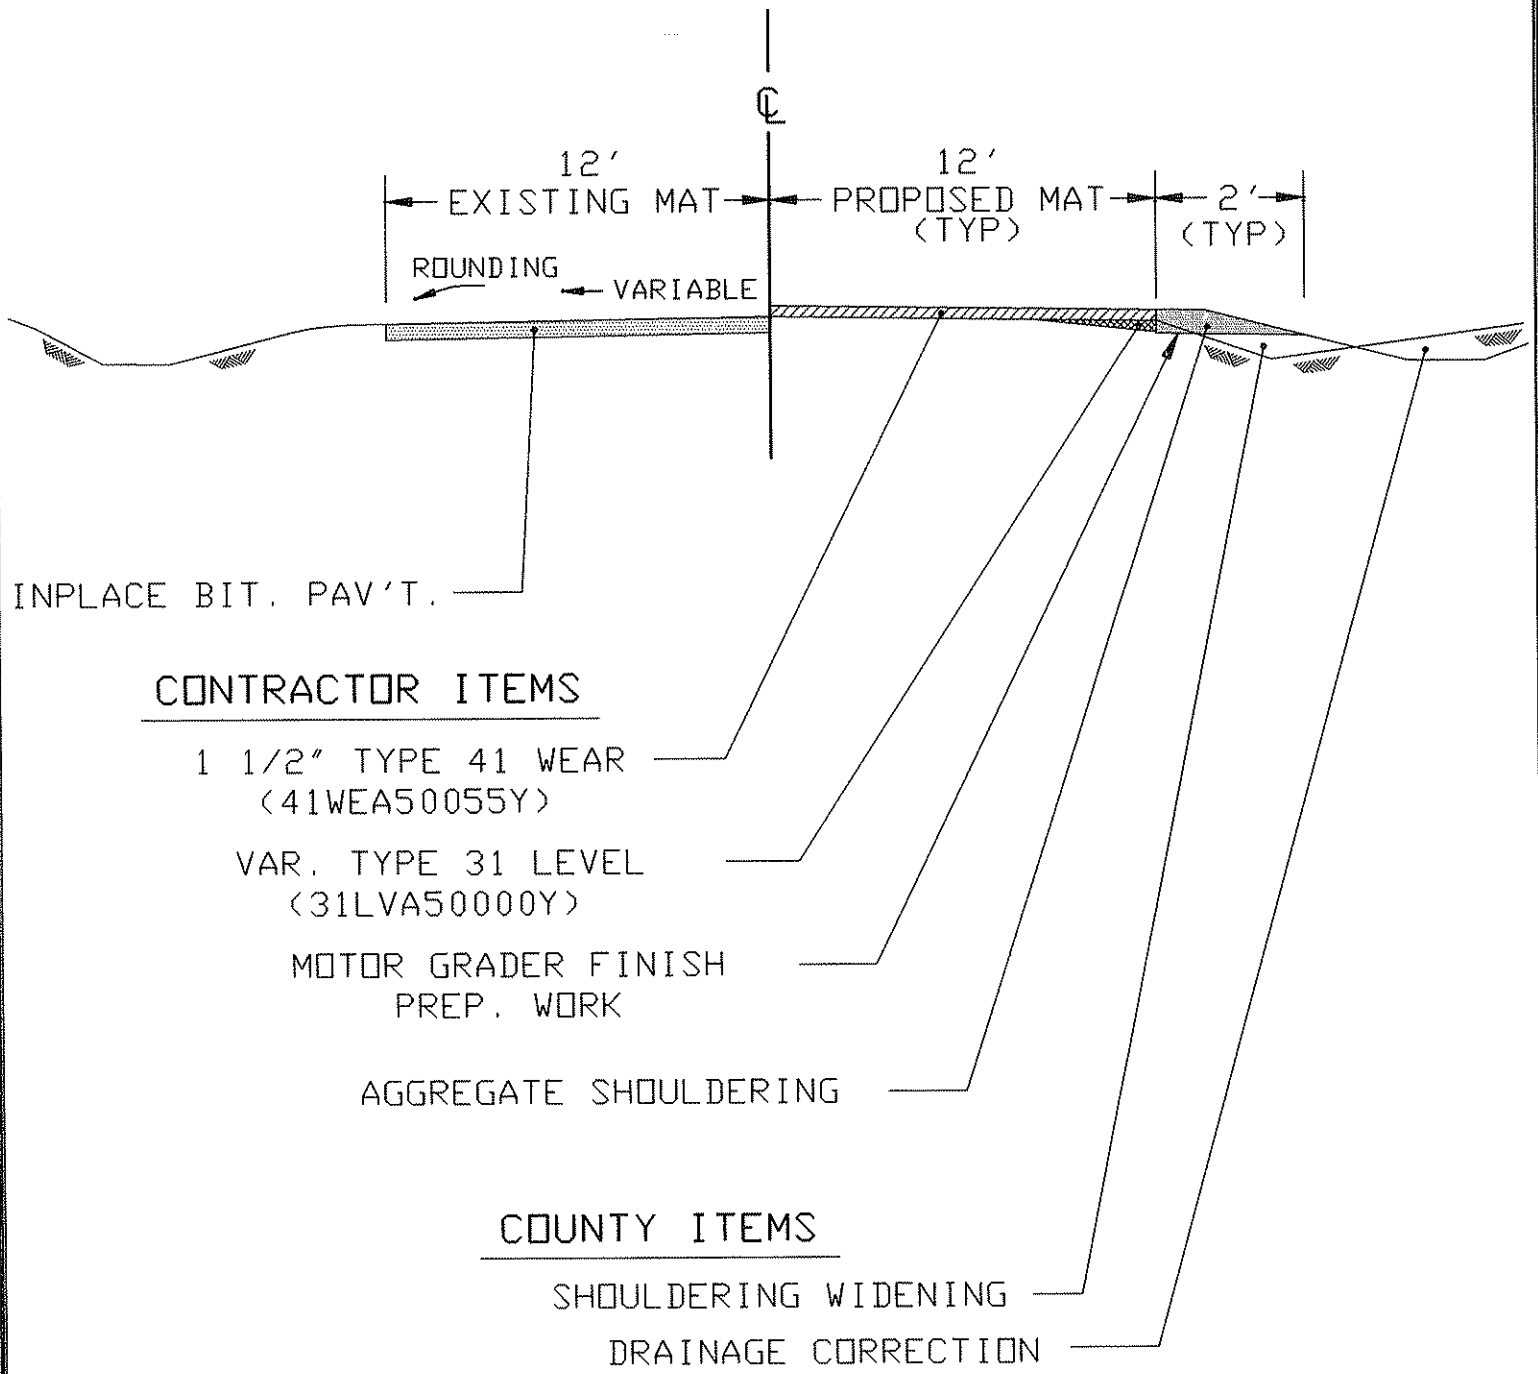 ℄
12'
EXISTING MAT
12'
PROPOSED MAT
(TYP)
2'
(TYP)
ROUNDING
VARIABLE
INPLACE BIT. PAV'T.
CONTRACTOR ITEMS
1 1/2" TYPE 41 WEAR
(41WEA50055Y)
VAR. TYPE 31 LEVEL
(31LVA50000Y)
MOTOR GRADER FINISH
PREP. WORK
AGGREGATE SHOULDERING
COUNTY ITEMS
SHOULDERING WIDENING
DRAINAGE CORRECTION